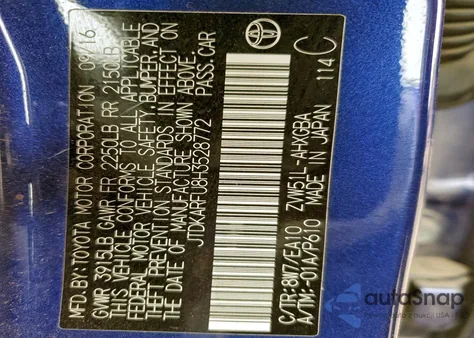 MFD. BY: TOYOTA MOTOR CORPORATION 09/16
GVWR 3915LB GAWR FR 2250LB RR 2150LB
THIS VEHICLE CONFORMS TO ALL APPLICABLE
FEDERAL MOTOR VEHICLE SAFETY, BUMPER, AND
THEFT PREVENTION STANDARDS IN EFFECT ON
THE DATE OF MANUFACTURE SHOWN ABOVE.
JTDKARFU8H3528772 PASS. CAR
C/TR: 8W7/EA10 ZVW51L-AHXGBA
A/TM: -01A/P610 MADE IN JAPAN
114 C
autoSnap